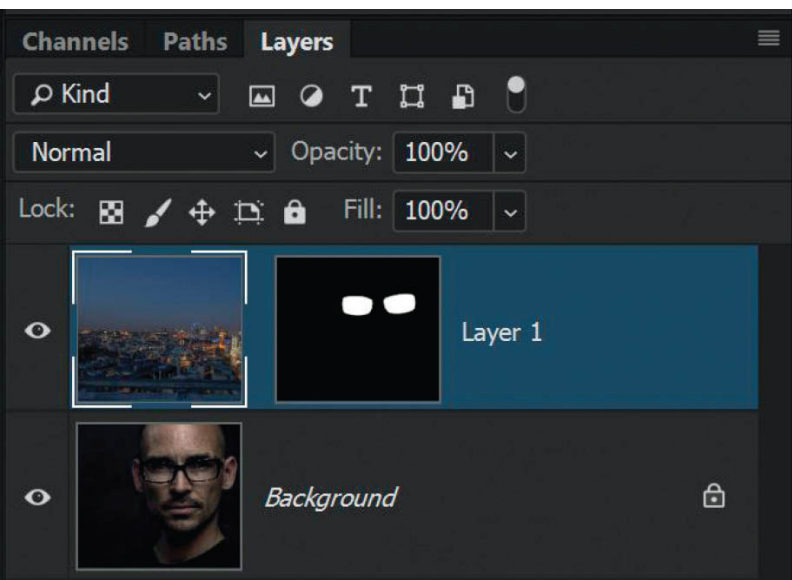 Channels Paths Layers
Kind T
Normal Opacity: 100%
Lock: Fill: 100%
Layer 1
Background